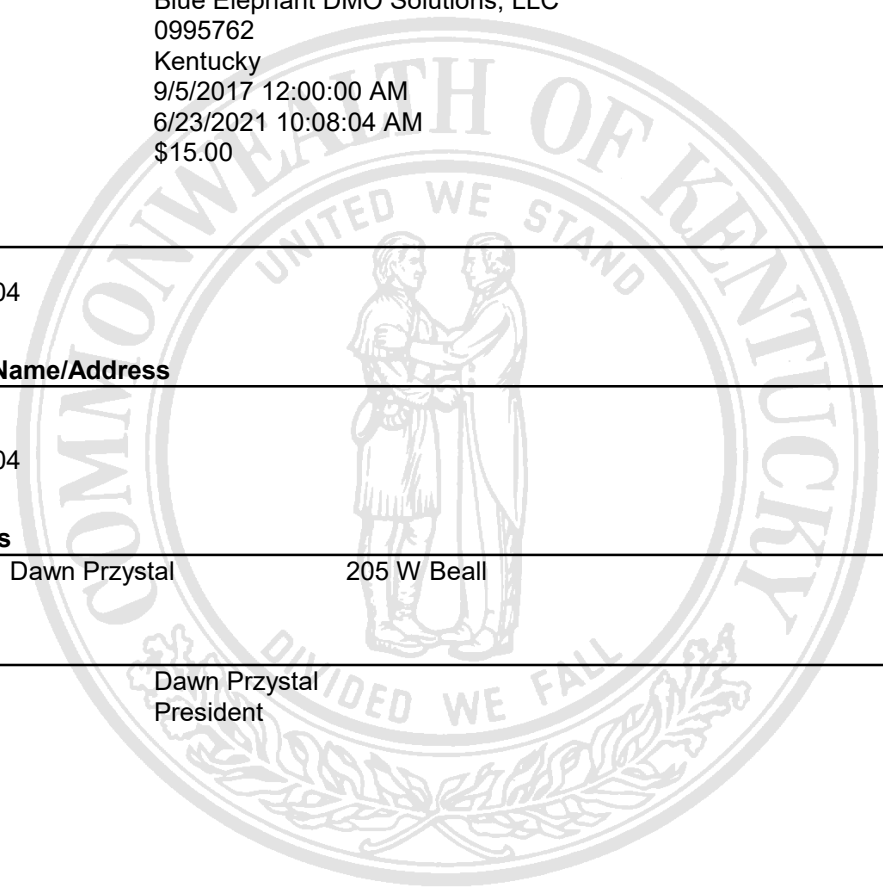 Blue Elephant DMO Solutions, LLC
0995762
Kentucky
9/5/2017 12:00:00 AM
6/23/2021 10:08:04 AM
$15.00
04
Name/Address
04
s
Dawn Przystal 205 W Beall
Dawn Przystal
President
COMMONWEALTH OF KENTUCKY
UNITED WE STAND
DIVIDED WE FALL